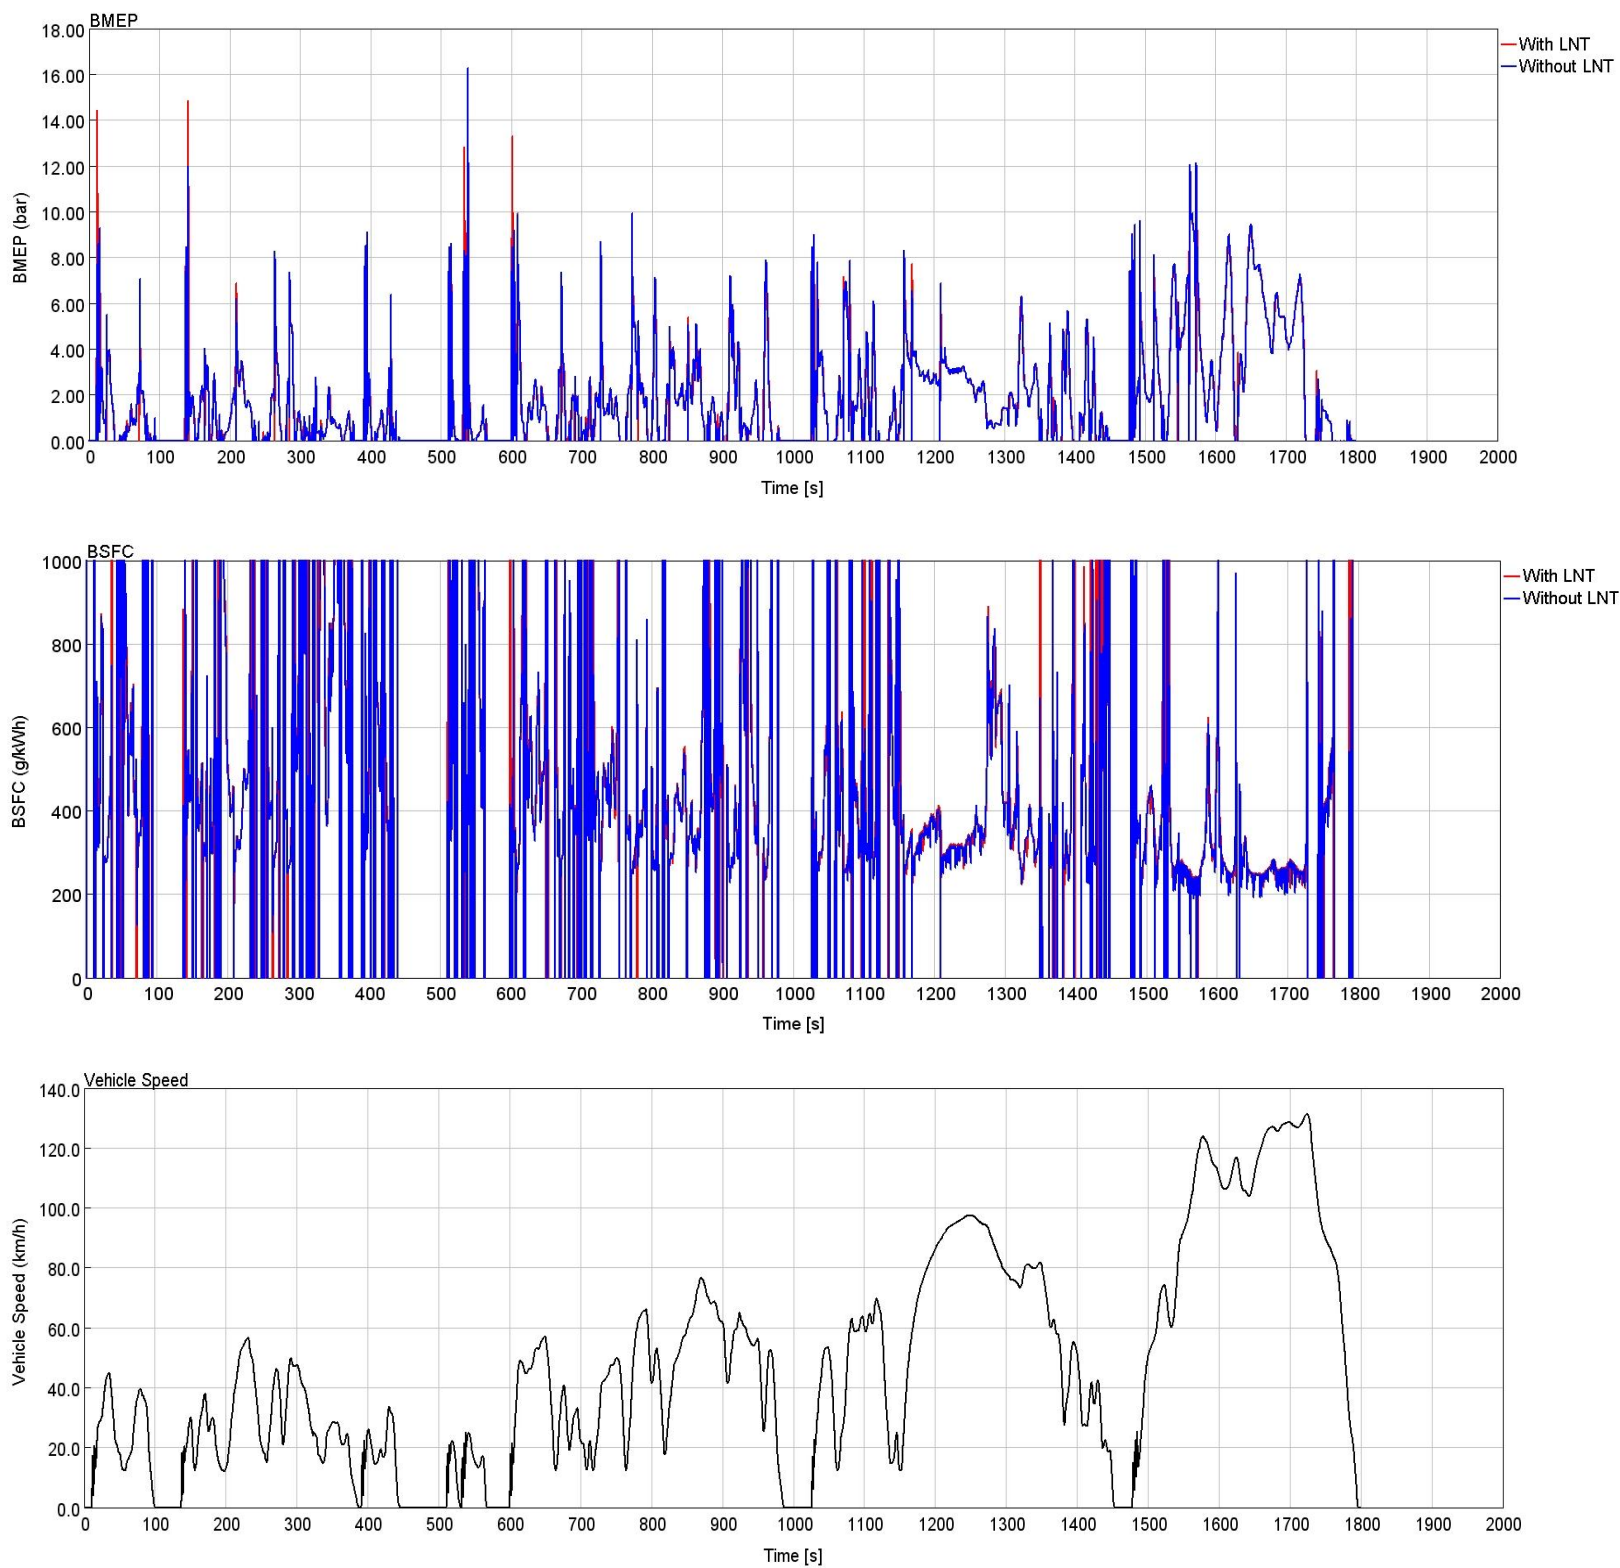 BMEP
18.00
16.00
14.00
12.00
10.00
8.00
6.00
4.00
2.00
0.00
BMEP (bar)
With LNT
Without LNT
0 100 200 300 400 500 600 700 800 900 1000 1100 1200 1300 1400 1500 1600 1700 1800 1900 2000
Time [s]
BSFC
1000
800
600
400
200
0
BSFC (g/kWh)
With LNT
Without LNT
0 100 200 300 400 500 600 700 800 900 1000 1100 1200 1300 1400 1500 1600 1700 1800 1900 2000
Time [s]
Vehicle Speed
140.0
120.0
100.0
80.0
60.0
40.0
20.0
0.0
Vehicle Speed (km/h)
0 100 200 300 400 500 600 700 800 900 1000 1100 1200 1300 1400 1500 1600 1700 1800 1900 2000
Time [s]